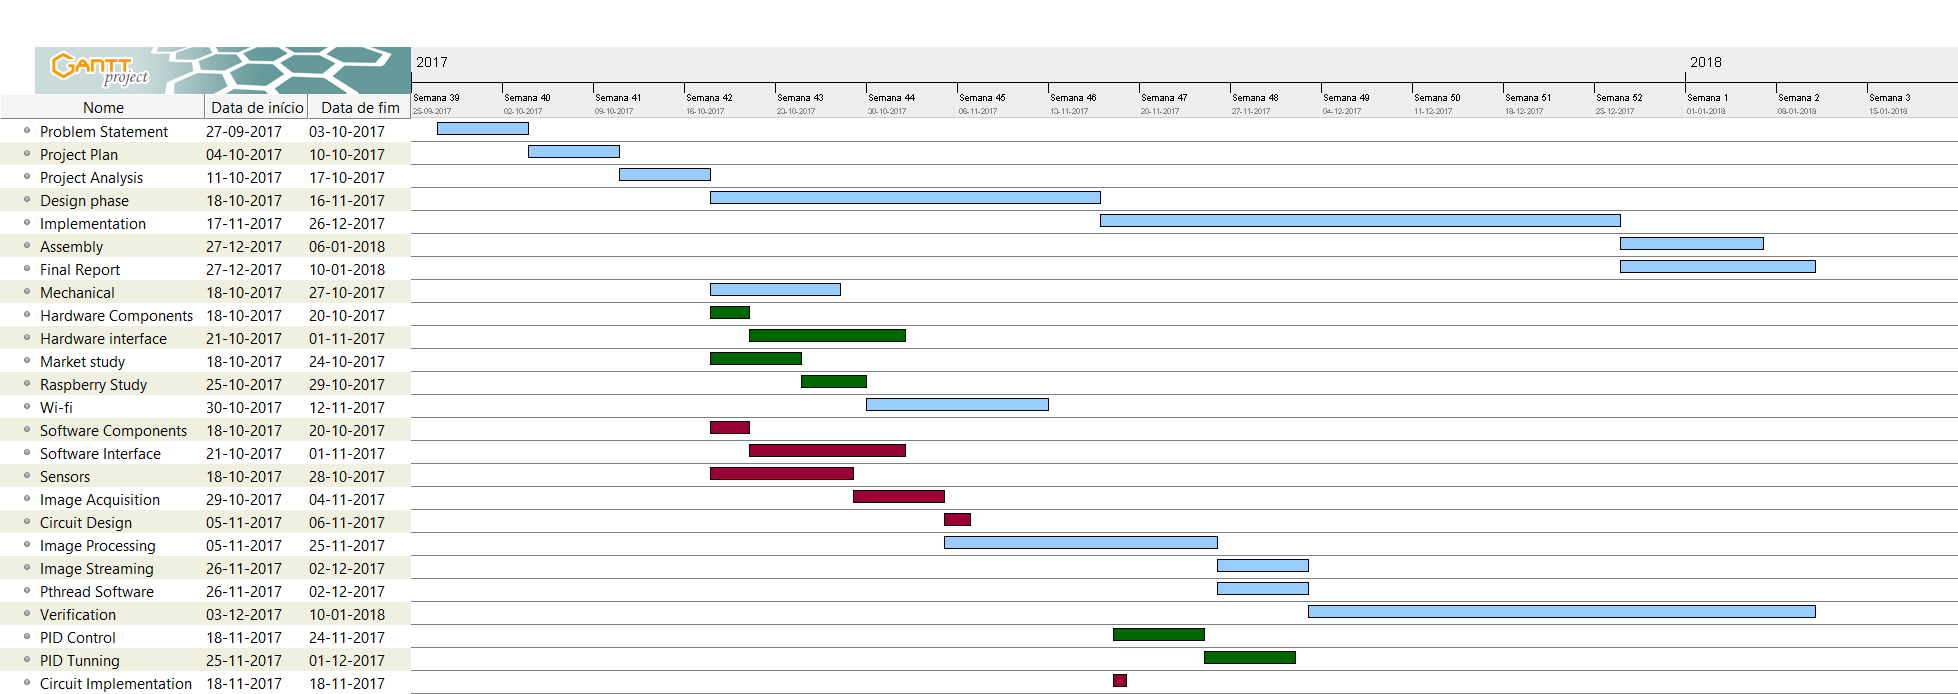 GANTT
project
2017
2018
Nome Data de início Data de fim
Semana 39 Semana 40 Semana 41 Semana 42 Semana 43 Semana 44 Semana 45 Semana 46 Semana 47 Semana 48 Semana 49 Semana 50 Semana 51 Semana 52 Semana 1 Semana 2 Semana 3
25-09-2017 02-10-2017 09-10-2017 16-10-2017 23-10-2017 30-10-2017 06-11-2017 13-11-2017 20-11-2017 27-11-2017 04-12-2017 11-12-2017 18-12-2017 25-12-2017 01-01-2018 08-01-2018 15-01-2018
Problem Statement 27-09-2017 03-10-2017
Project Plan 04-10-2017 10-10-2017
Project Analysis 11-10-2017 17-10-2017
Design phase 18-10-2017 16-11-2017
Implementation 17-11-2017 26-12-2017
Assembly 27-12-2017 06-01-2018
Final Report 27-12-2017 10-01-2018
Mechanical 18-10-2017 27-10-2017
Hardware Components 18-10-2017 20-10-2017
Hardware interface 21-10-2017 01-11-2017
Market study 18-10-2017 24-10-2017
Raspberry Study 25-10-2017 29-10-2017
Wi-fi 30-10-2017 12-11-2017
Software Components 18-10-2017 20-10-2017
Software Interface 21-10-2017 01-11-2017
Sensors 18-10-2017 28-10-2017
Image Acquisition 29-10-2017 04-11-2017
Circuit Design 05-11-2017 06-11-2017
Image Processing 05-11-2017 25-11-2017
Image Streaming 26-11-2017 02-12-2017
Pthread Software 26-11-2017 02-12-2017
Verification 03-12-2017 10-01-2018
PID Control 18-11-2017 24-11-2017
PID Tunning 25-11-2017 01-12-2017
Circuit Implementation 18-11-2017 18-11-2017